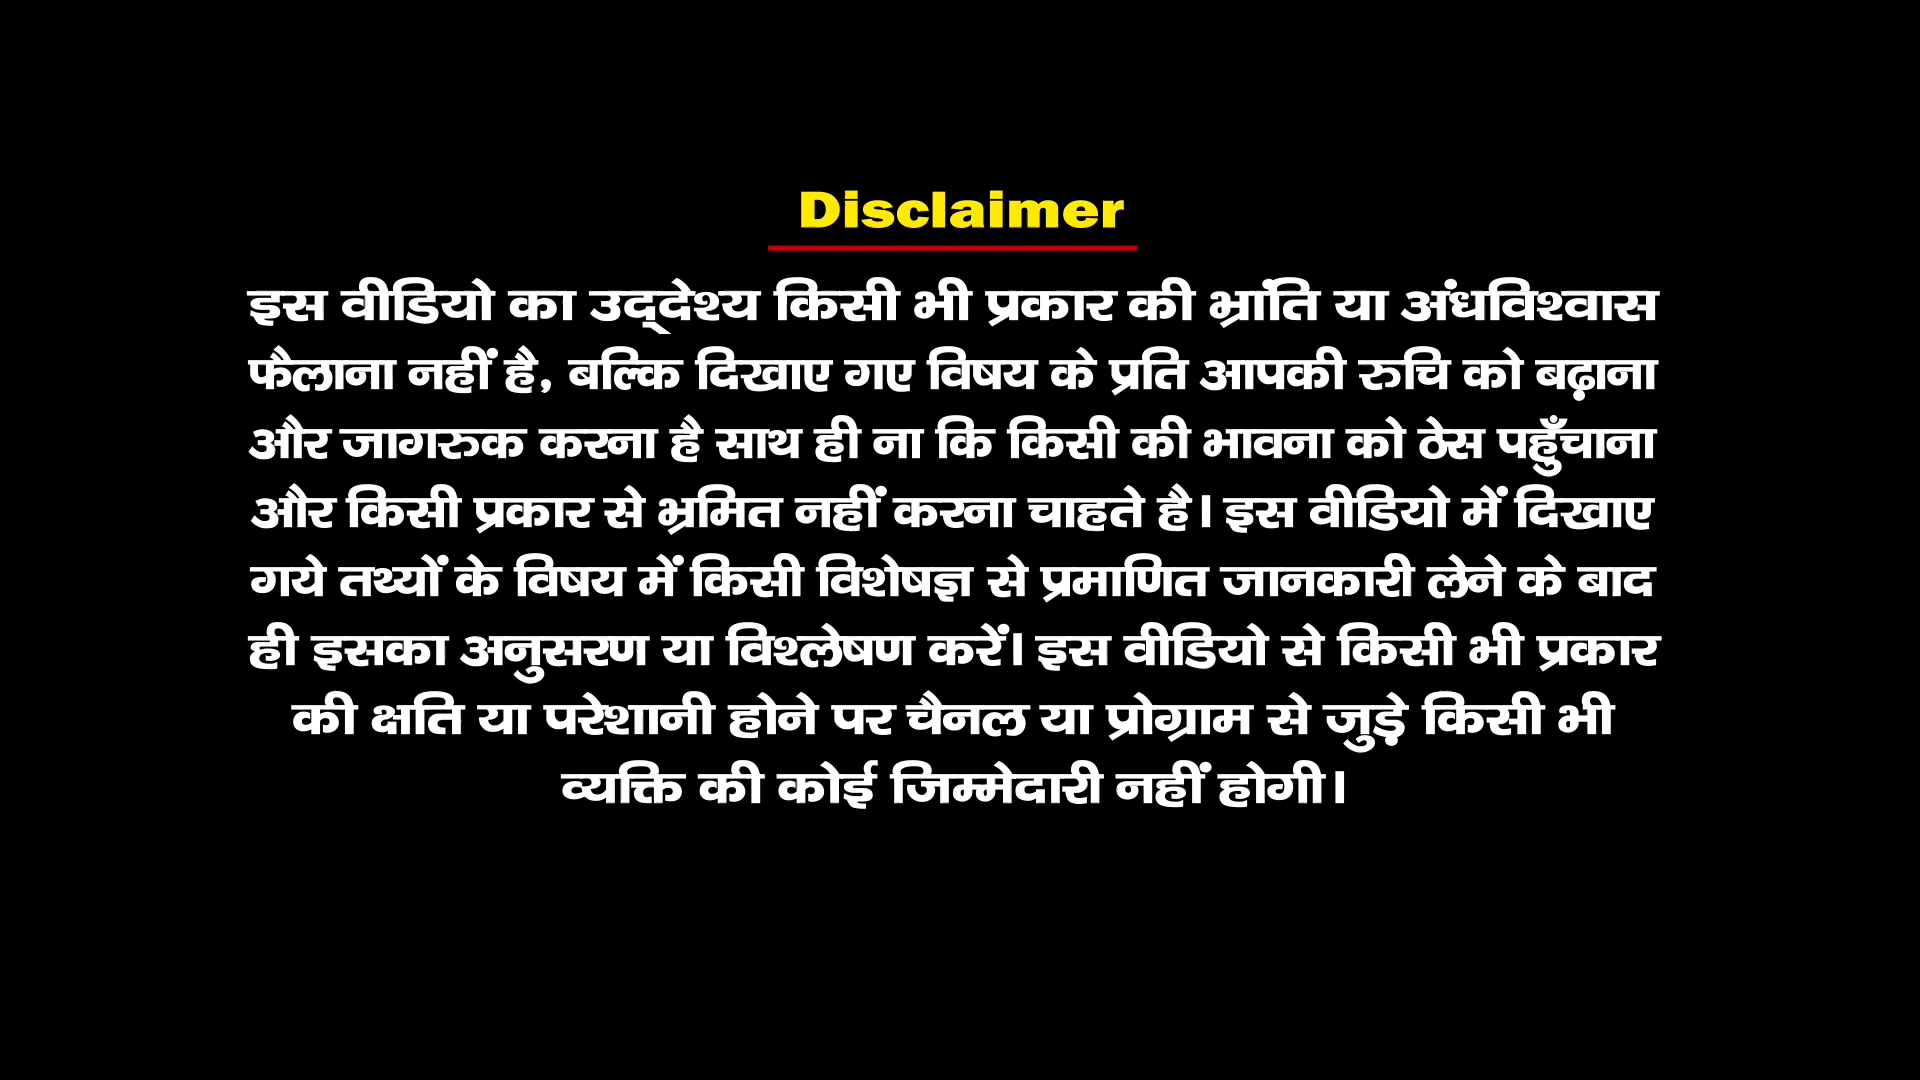 Disclaimer
इस वीडियो का उद्‌देश्य किसी भी प्रकार की भ्रांति या अंधविश्वास
फैलाना नहीं है, बल्कि दिखाए गए विषय के प्रति आपकी रुचि को बढ़ाना
और जागरुक करना है साथ ही ना कि किसी की भावना को ठेस पहुँचाना
और किसी प्रकार से भ्रमित नहीं करना चाहते है। इस वीडियो में दिखाए
गये तथ्यों के विषय में किसी विशेषज्ञ से प्रमाणित जानकारी लेने के बाद
ही इसका अनुसरण या विश्लेषण करें। इस वीडियो से किसी भी प्रकार
की क्षति या परेशानी होने पर चैनल या प्रोग्राम से जुड़े किसी भी
व्यक्ति की कोई जिम्मेदारी नहीं होगी।